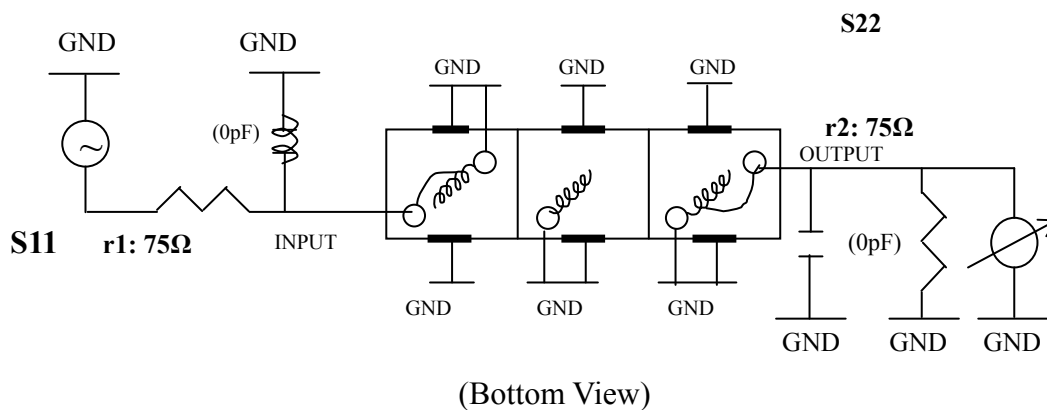 S22
GND
GND
GND
GND
GND
(0pF)
r2: 75Ω
OUTPUT
S11
r1: 75Ω
INPUT
(0pF)
GND
GND
GND
GND
GND
GND
(Bottom View)